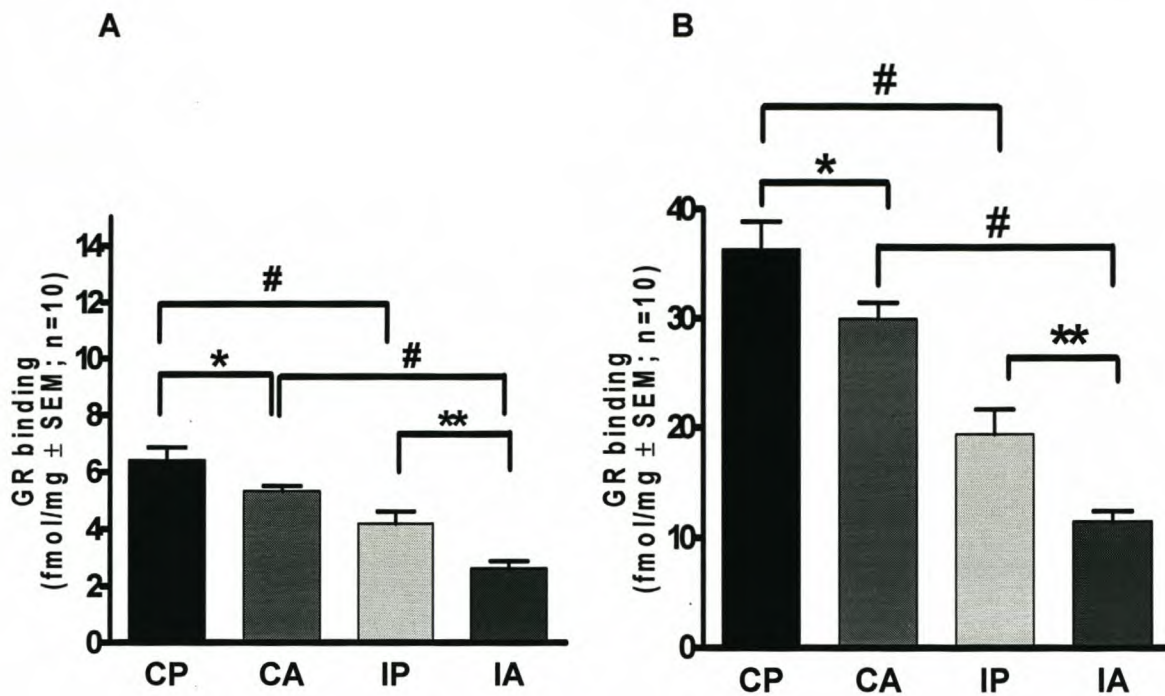 A
GR binding
(fmol/mg ± SEM; n=10)
14
12
10
8
6
4
2
0
#
*
#
**
CP CA IP IA
B
GR binding
(fmol/mg ± SEM; n=10)
40
30
20
10
0
#
*
#
**
CP CA IP IA